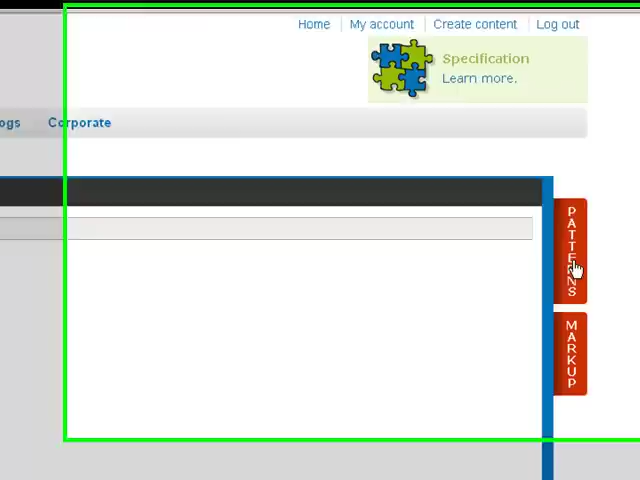 Home My account Create content Log out
Specification
Learn more.
ogs Corporate
PATTERNS
MARKUP